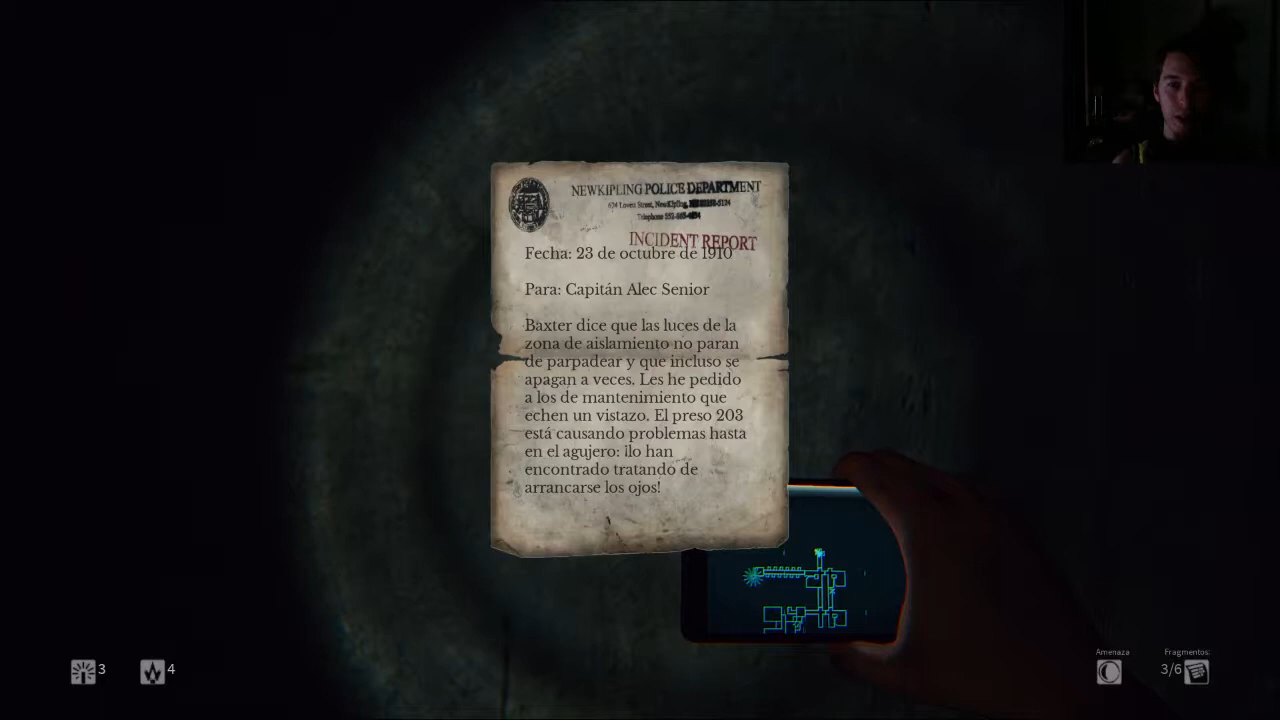 NEWKIPLING POLICE DEPARTMENT
INCIDENT REPORT
Fecha: 23 de octubre de 1910
Para: Capitán Alec Senior
Baxter dice que las luces de la
zona de aislamiento no paran
de parpadear y que incluso se
apagan a veces. Les he pedido
a los de mantenimiento que
echen un vistazo. El preso 203
está causando problemas hasta
en el agujero: ¡lo han
encontrado tratando de
arrancarse los ojos!
3
4
Amenaza
Fragmentos:
3/6